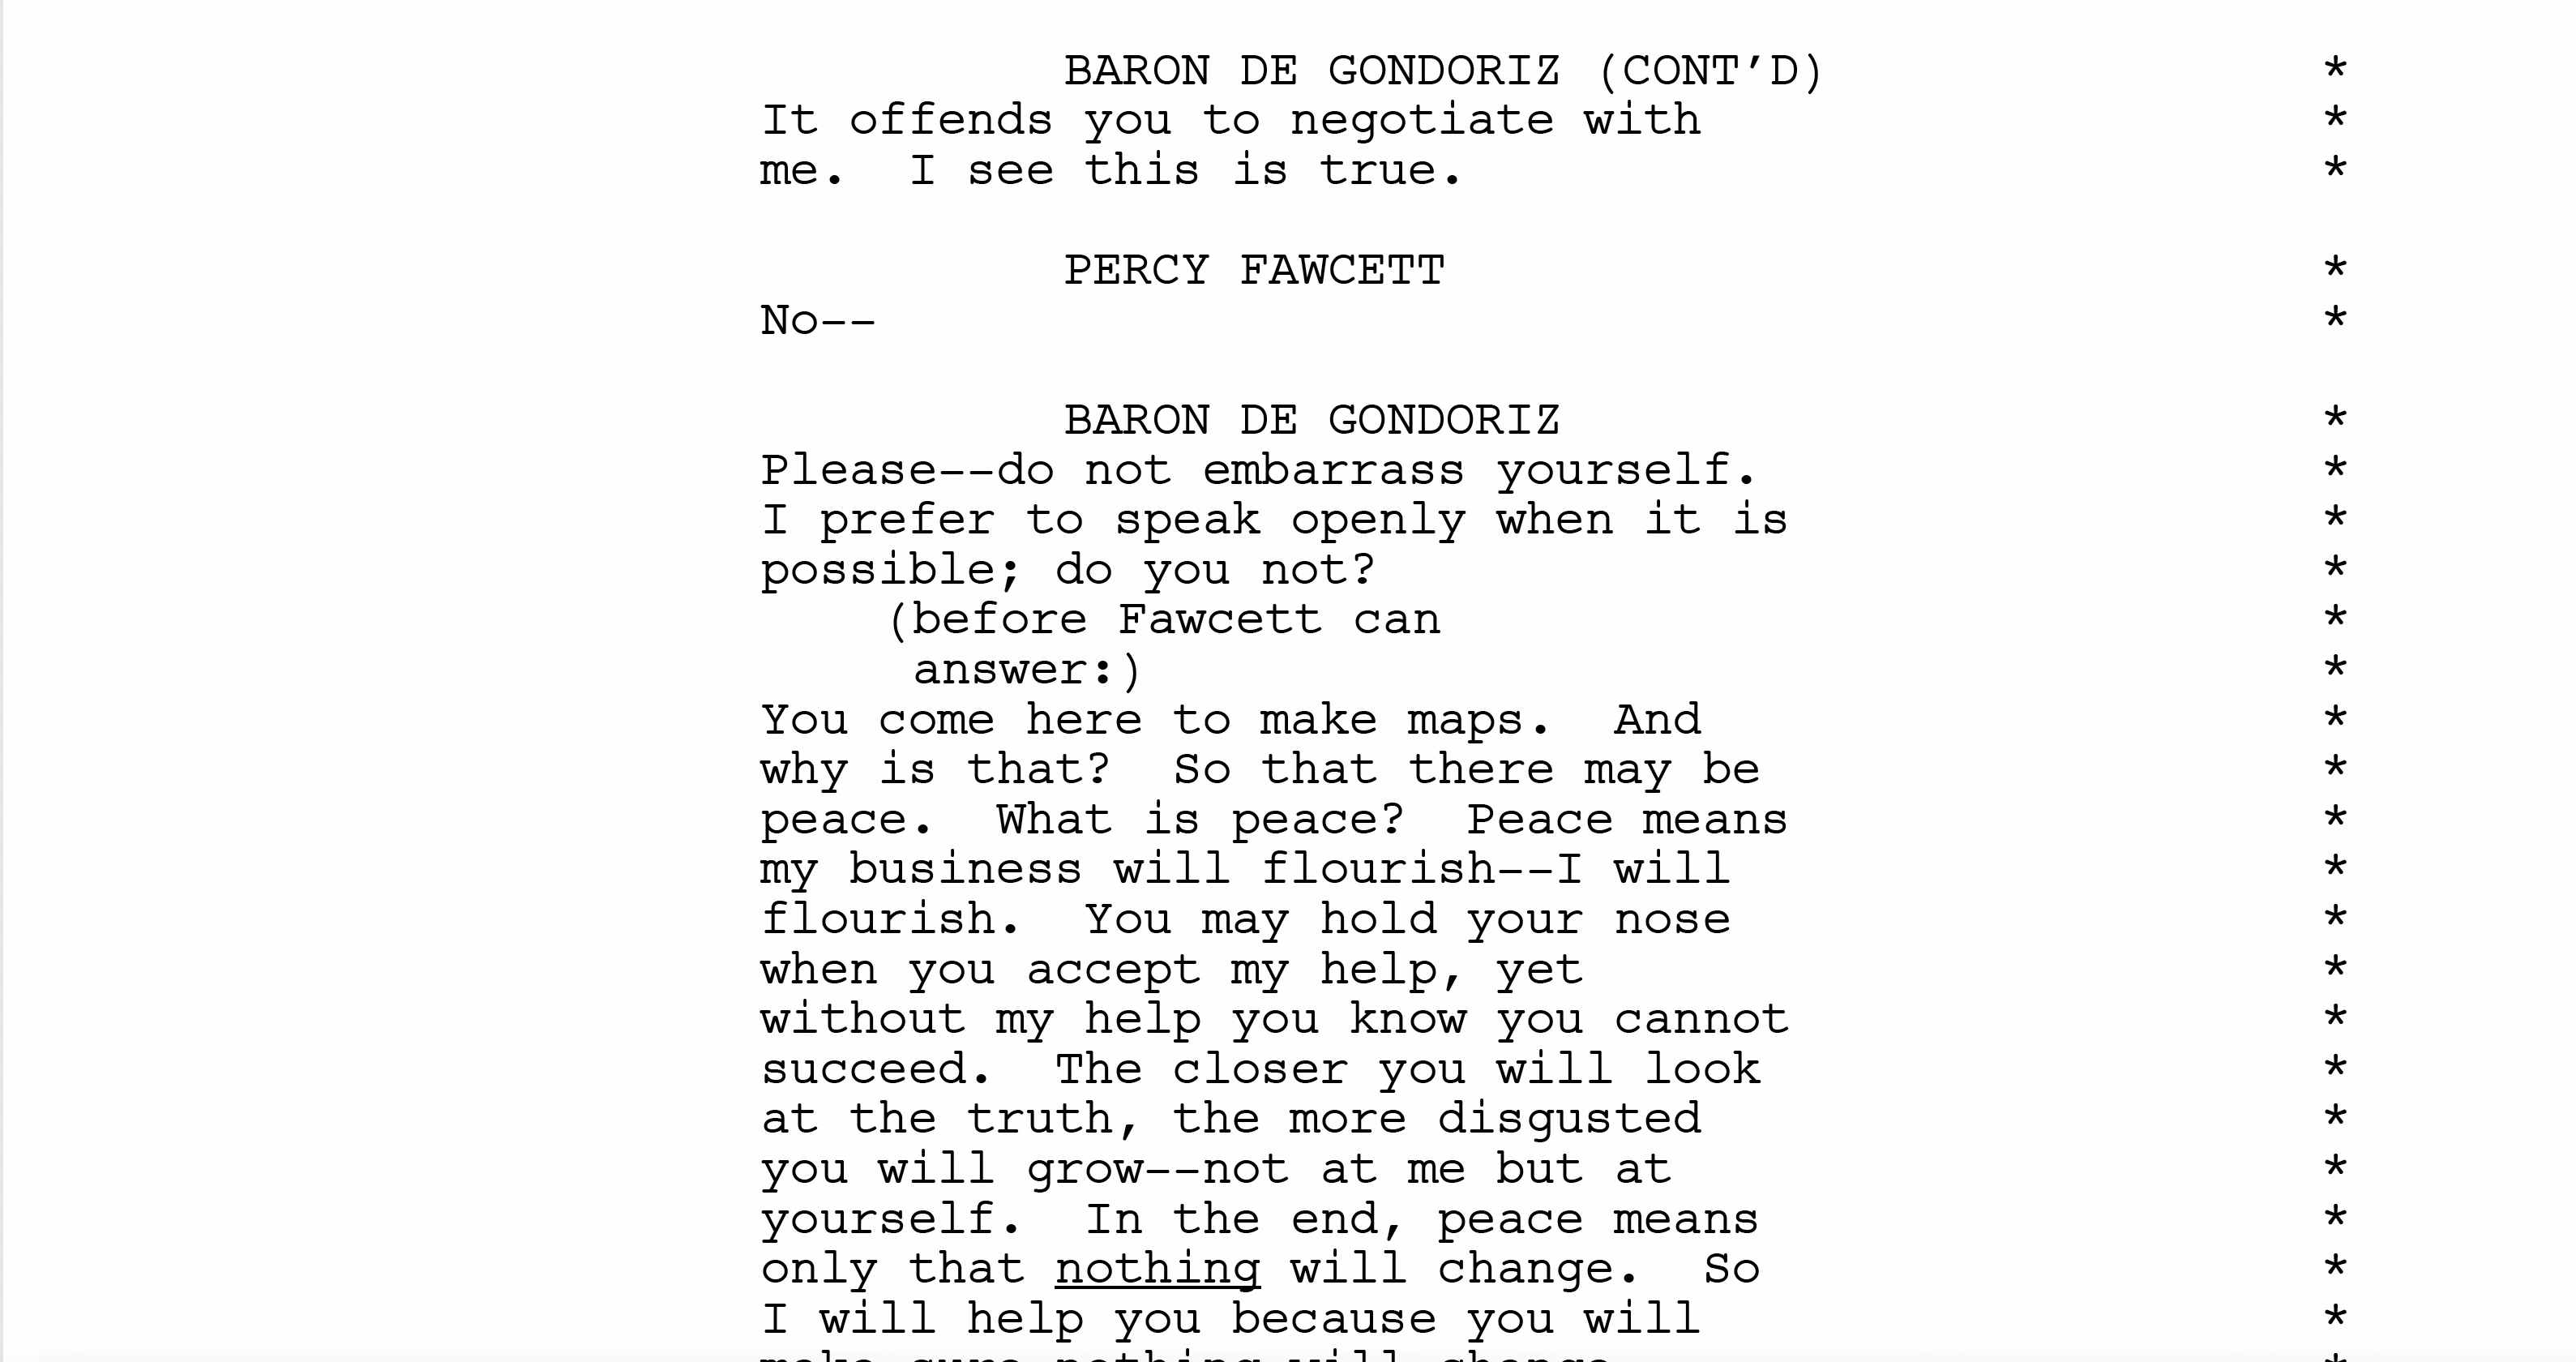 BARON DE GONDORIZ (CONT'D) *
It offends you to negotiate with *
me.  I see this is true. *
PERCY FAWCETT *
No-- *
BARON DE GONDORIZ *
Please--do not embarrass yourself. *
I prefer to speak openly when it is *
possible; do you not? *
(before Fawcett can *
answer:) *
You come here to make maps.  And *
why is that?  So that there may be *
peace.  What is peace?  Peace means *
my business will flourish--I will *
flourish.  You may hold your nose *
when you accept my help, yet *
without my help you know you cannot *
succeed.  The closer you will look *
at the truth, the more disgusted *
you will grow--not at me but at *
yourself.  In the end, peace means *
only that nothing will change.  So *
I will help you because you will *
make sure nothing will change. *